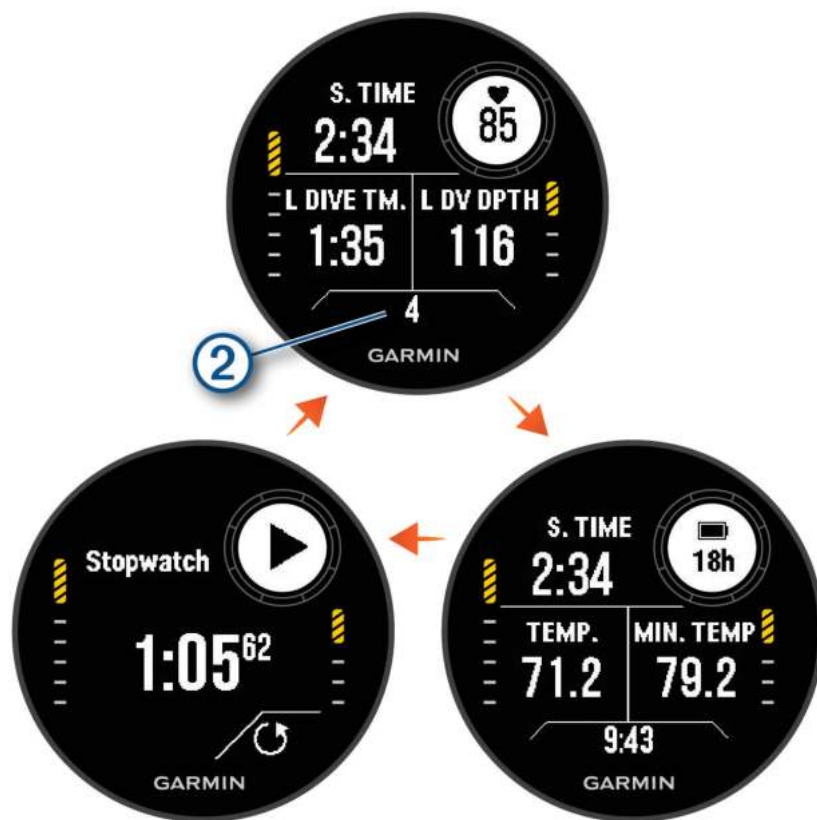 S. TIME
85
2:34
L DIVE TM. L DV DPTH
1:35 116
4
2
GARMIN
Stopwatch
1:05 62
GARMIN
S. TIME
18h
2:34
TEMP. MIN. TEMP
71.2 79.2
9:43
GARMIN